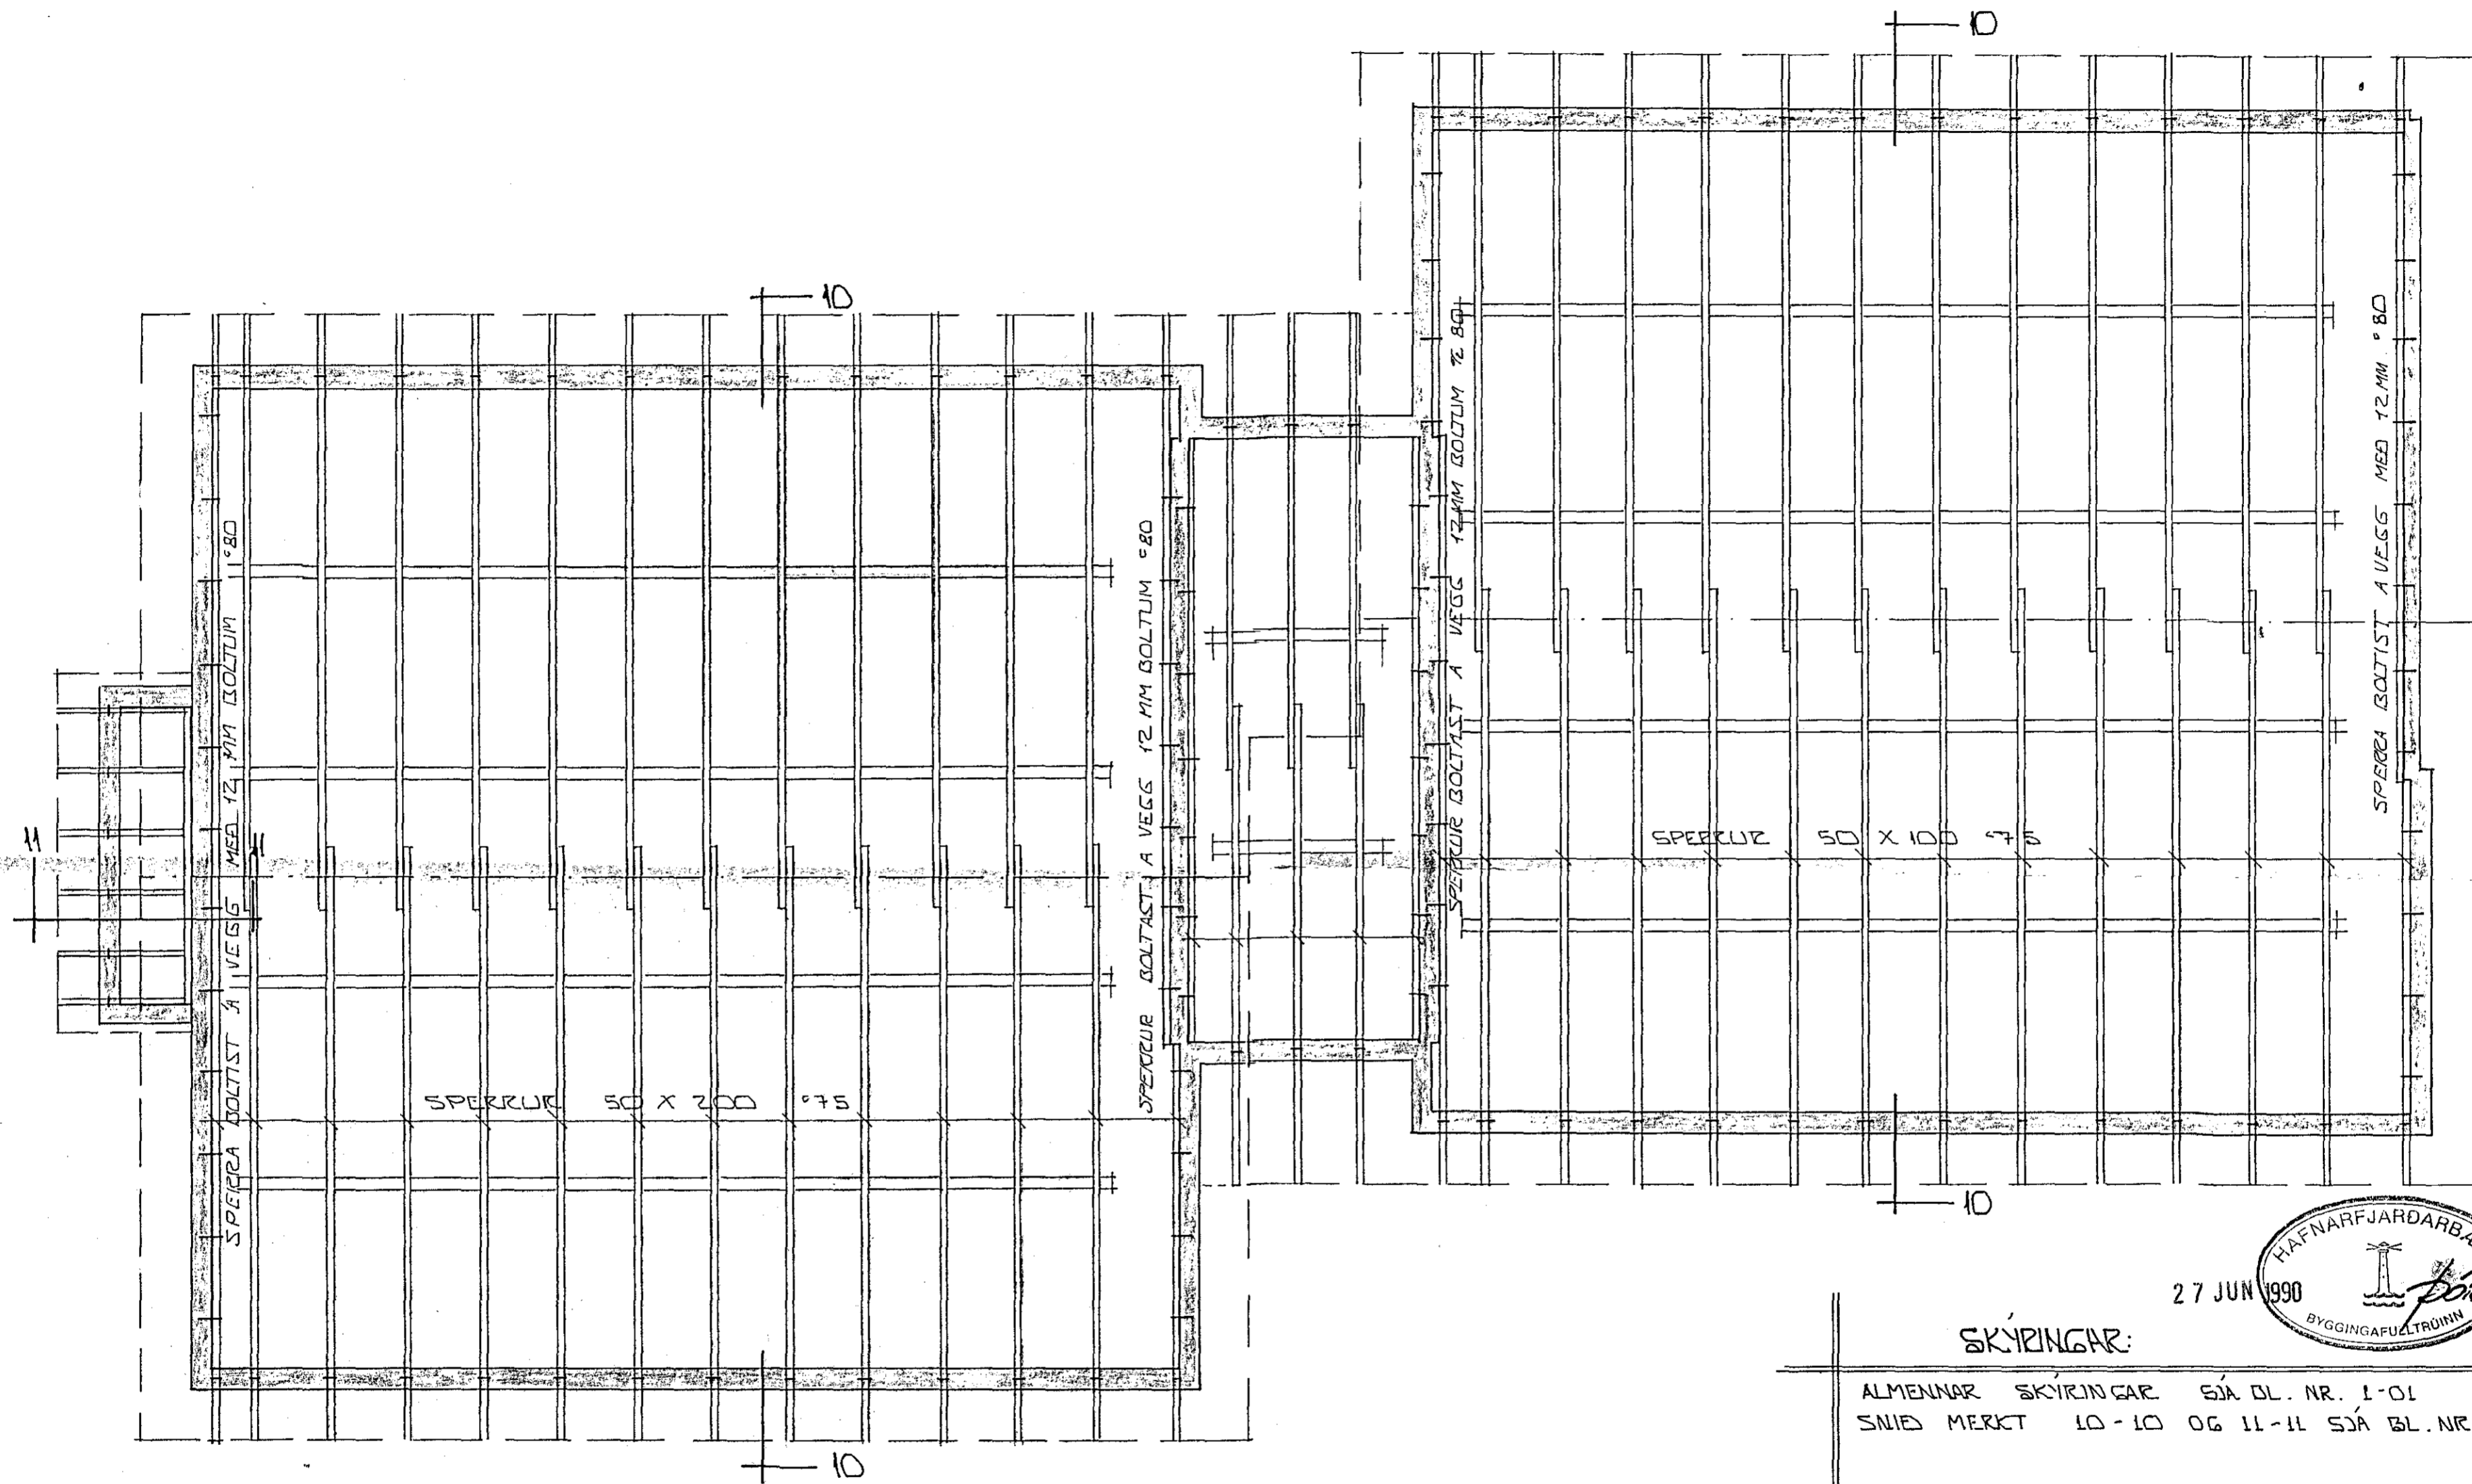 10
10
SPERRA BOLTIST Á VEGG MEÐ 12 MM BOLTUM °80
SPERRUR BOLTAST A VEGG 12 MM BOLTUM °80
SPERRUR BOLTAST A VEGG 12 MM BOLTUM % 80
SPERRA BOLTIST A VEGG MEÐ 12 MM °80
11
11
SPERRUR 50 X 100 °75
SPERRUR 50 X 200 °75
10
10
HAFNARFJARÐARBÆ
27 JUN 1990
BYGGINGAFULLTRÚINN
SKÝRINGAR:
ALMENNAR SKÝRINGAR SJÁ BL. NR. 1-01
SNIÐ MERKT 10-10 OG 11-11 SJÁ BL. NR